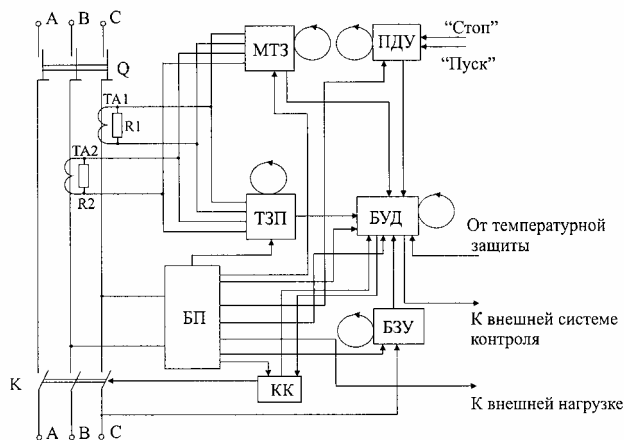 A B C
МТЗ
ПДУ
“Стоп”
“Пуск”
Q
TA1
R1
TA2
R2
ТЗП
БУД
От температурной
защиты
БП
БЗУ
К внешней системе
контроля
K
КК
К внешней нагрузке
A B C